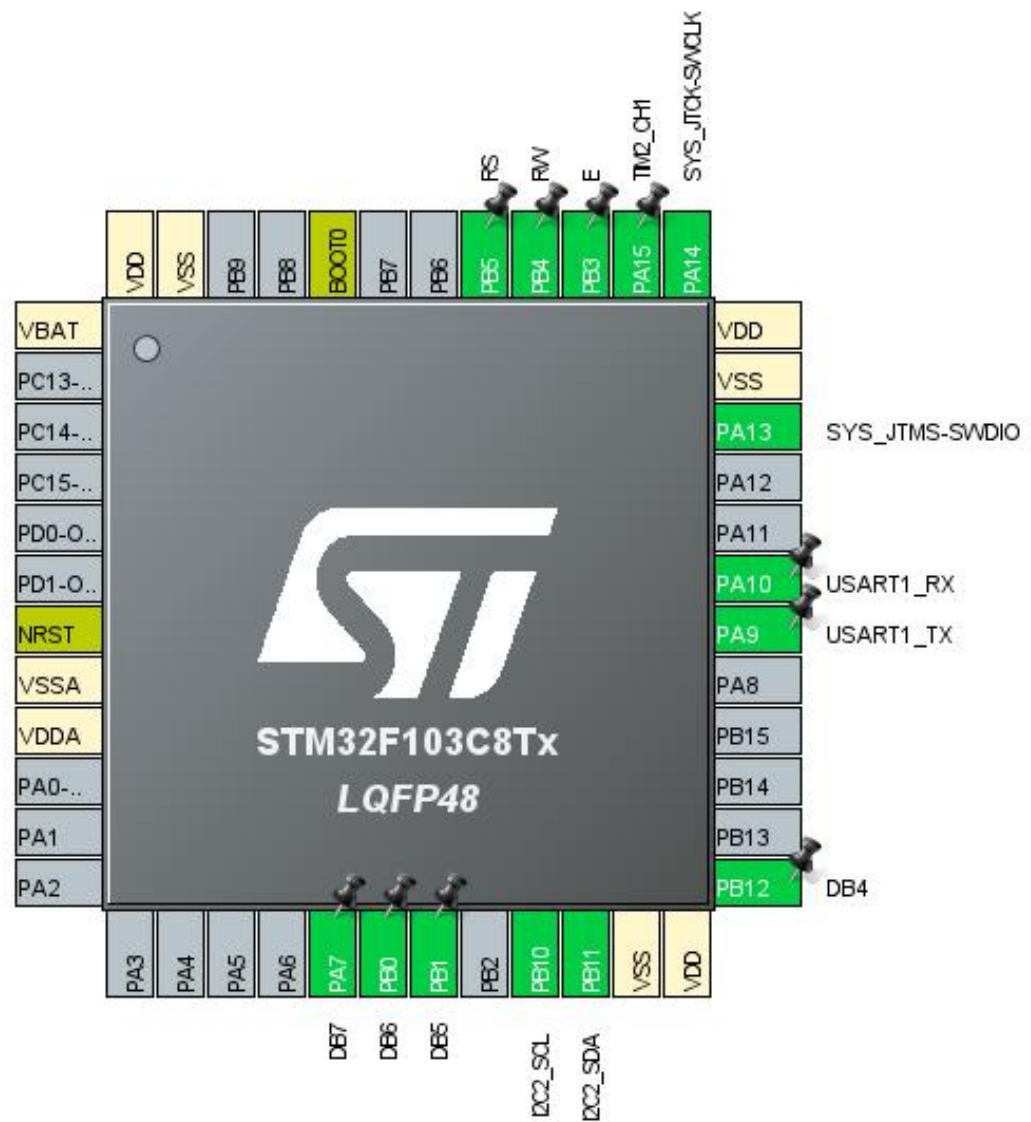 RS
RW
E
TIM2_CH1
SYS_JTCK-SWCLK
VDD
VSS
PB9
PB8
BOOT0
PB7
PB6
PB5
PB4
PB3
PA15
PA14
VBAT
PC13-..
PC14-..
PC15-..
PD0-O..
PD1-O..
NRST
VSSA
VDDA
PA0-..
PA1
PA2
ST
STM32F103C8Tx
LQFP48
VDD
VSS
PA13 SYS_JTMS-SWDIO
PA12
PA11
PA10 USART1_RX
PA9 USART1_TX
PA8
PB15
PB14
PB13
PB12 DB4
PA3
PA4
PA5
PA6
PA7
PB0
PB1
PB2
PB10
PB11
VSS
VDD
DB7
DB6
DB5
I2C2_SCL
I2C2_SDA